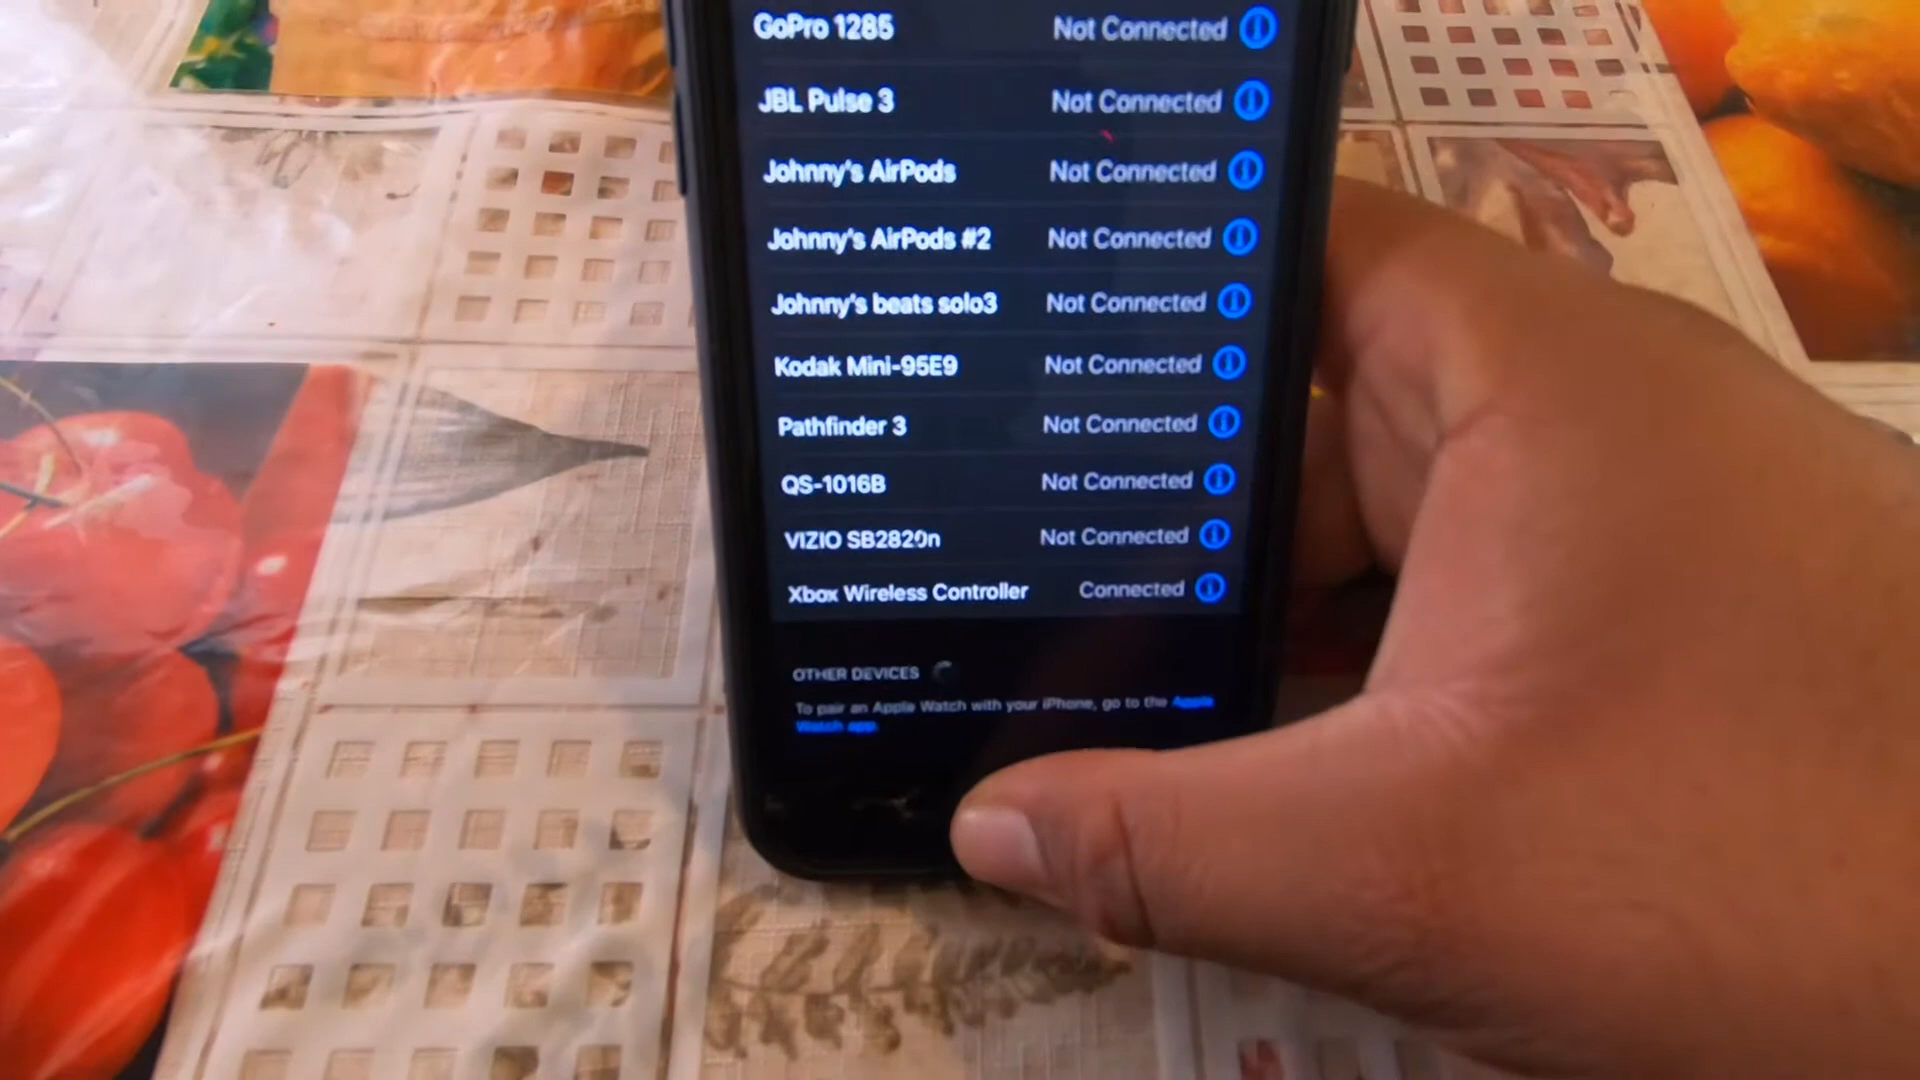 GoPro 1285 Not Connected
JBL Pulse 3 Not Connected
Johnny's AirPods Not Connected
Johnny's AirPods #2 Not Connected
Johnny's beats solo3 Not Connected
Kodak Mini-95E9 Not Connected
Pathfinder 3 Not Connected
QS-1016B Not Connected
VIZIO SB2820n Not Connected
Xbox Wireless Controller Connected
OTHER DEVICES
To pair an Apple Watch with your iPhone, go to the Apple
Watch app.